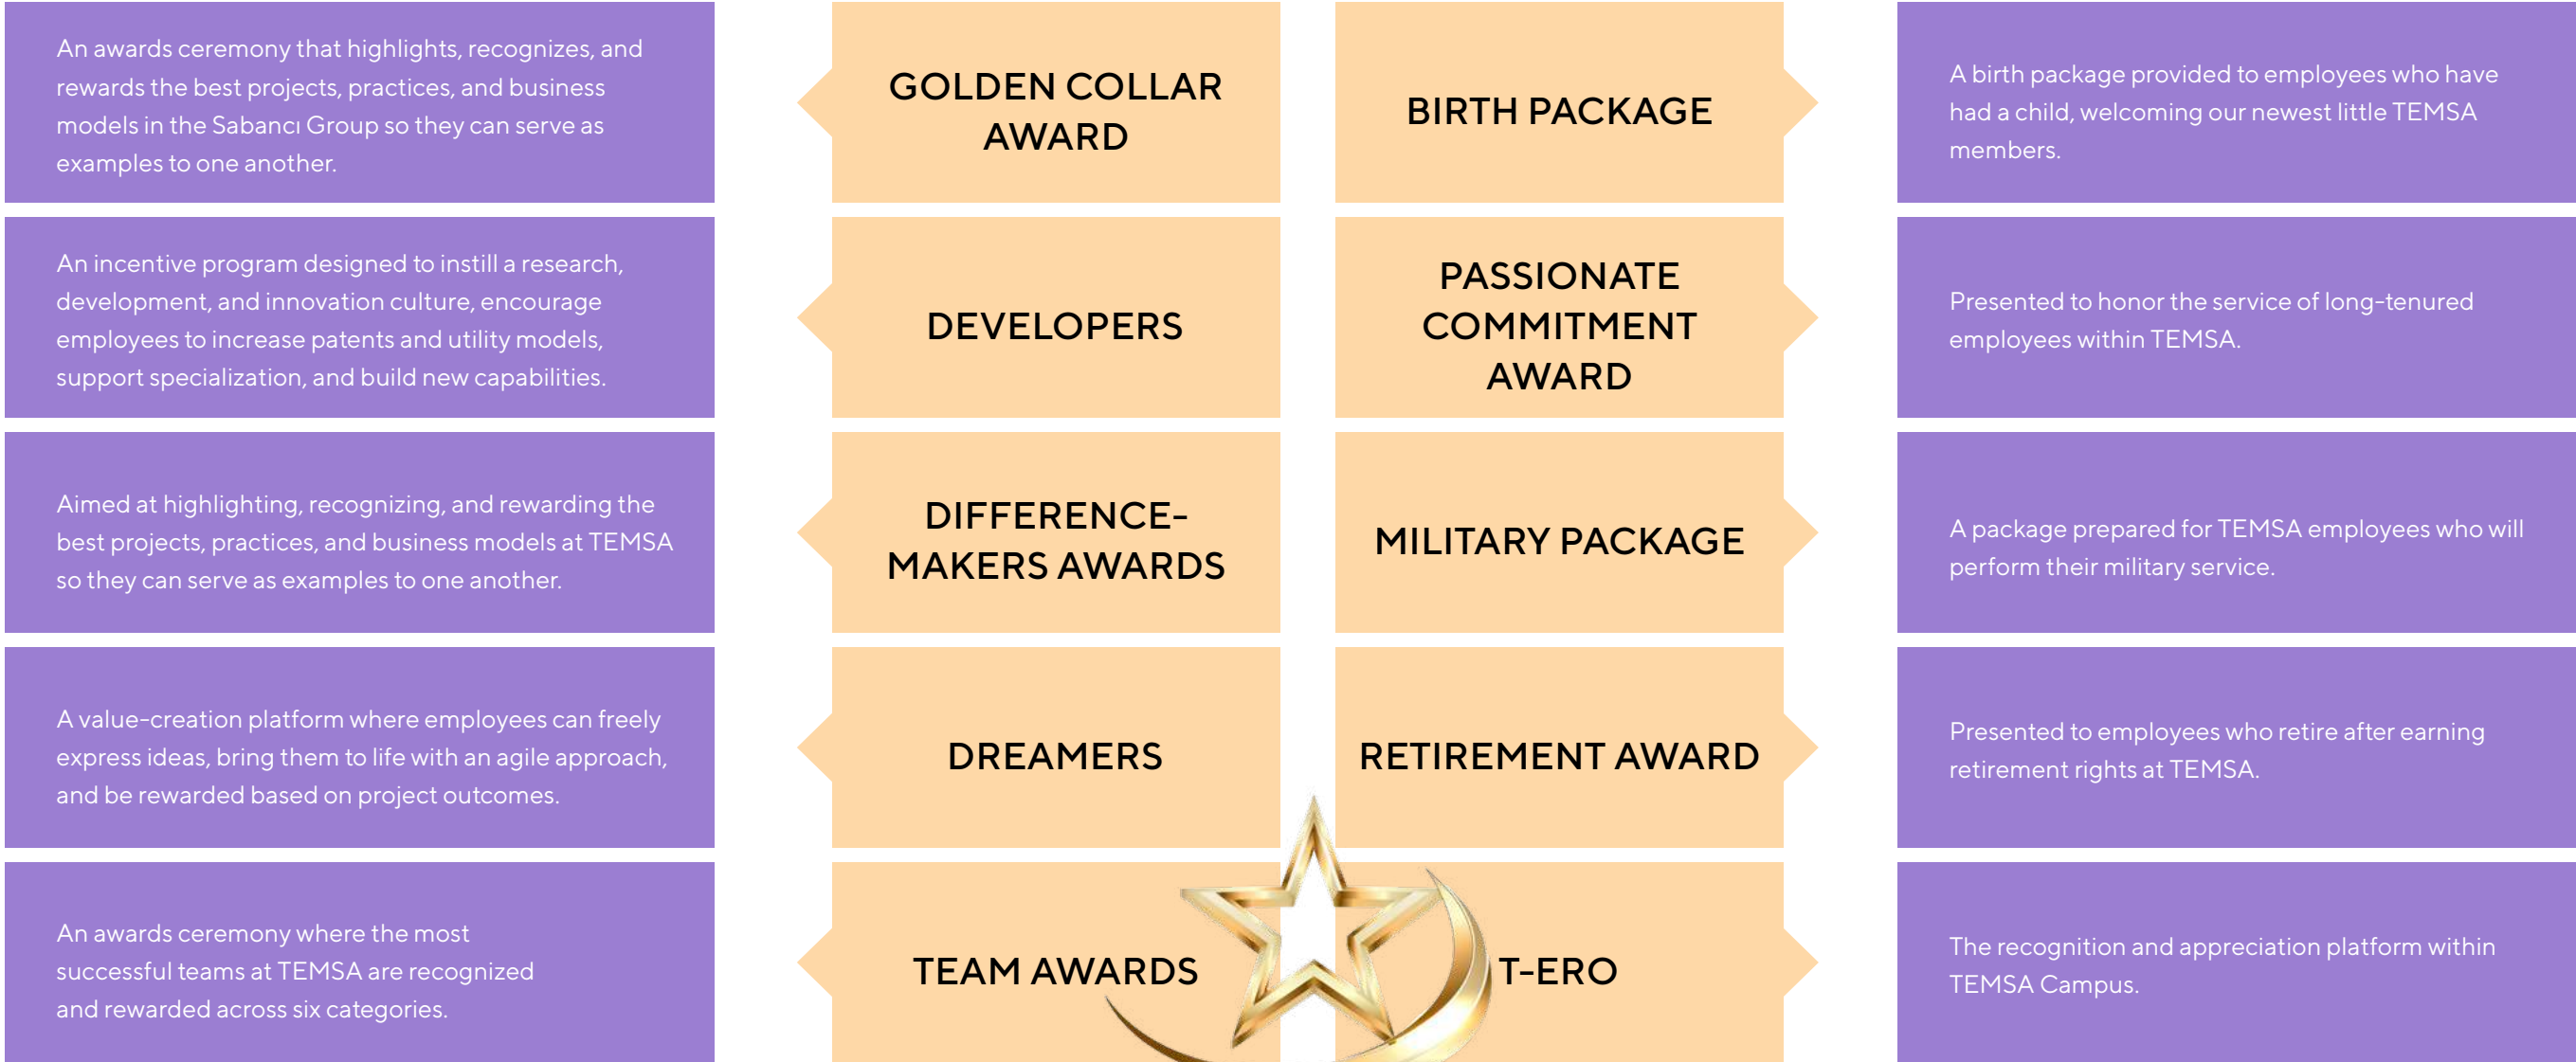 An awards ceremony that highlights, recognizes, and
rewards the best projects, practices, and business
models in the Sabancı Group so they can serve as
examples to one another.
GOLDEN COLLAR
AWARD
BIRTH PACKAGE
A birth package provided to employees who have
had a child, welcoming our newest little TEMSA
members.
An incentive program designed to instill a research,
development, and innovation culture, encourage
employees to increase patents and utility models,
support specialization, and build new capabilities.
DEVELOPERS
PASSIONATE
COMMITMENT
AWARD
Presented to honor the service of long-tenured
employees within TEMSA.
Aimed at highlighting, recognizing, and rewarding the
best projects, practices, and business models at TEMSA
so they can serve as examples to one another.
DIFFERENCE-
MAKERS AWARDS
MILITARY PACKAGE
A package prepared for TEMSA employees who will
perform their military service.
A value-creation platform where employees can freely
express ideas, bring them to life with an agile approach,
and be rewarded based on project outcomes.
DREAMERS
RETIREMENT AWARD
Presented to employees who retire after earning
retirement rights at TEMSA.
An awards ceremony where the most
successful teams at TEMSA are recognized
and rewarded across six categories.
TEAM AWARDS
T-ERO
The recognition and appreciation platform within
TEMSA Campus.